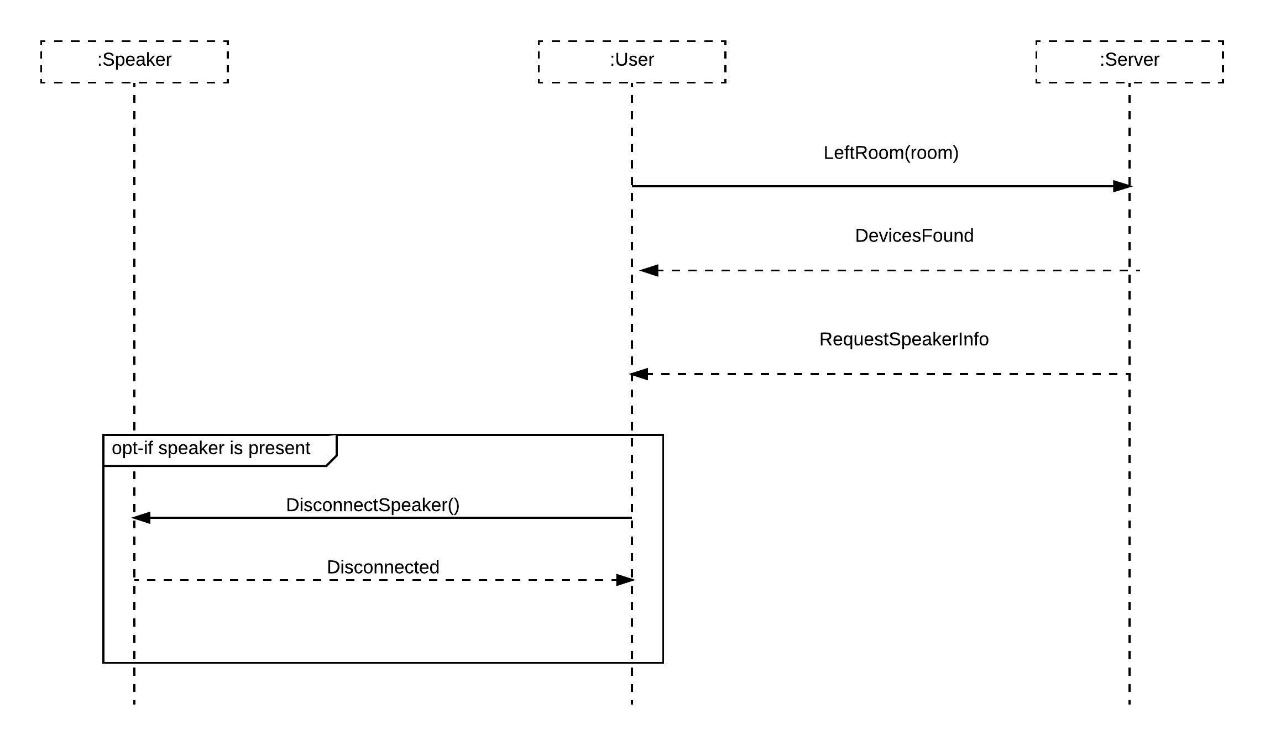 :Speaker
:User
:Server
LeftRoom(room)
DevicesFound
RequestSpeakerInfo
opt-if speaker is present
DisconnectSpeaker()
Disconnected